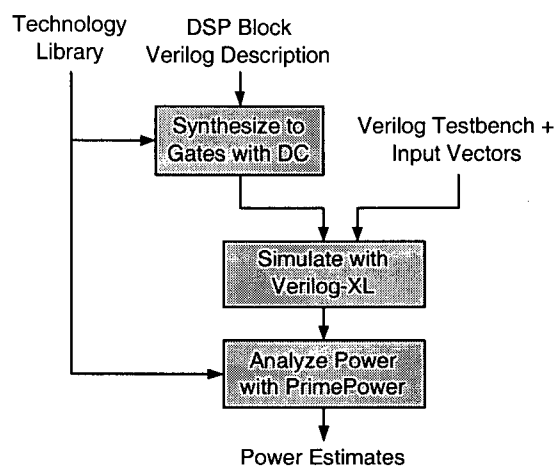 Technology
Library
DSP Block
Verilog Description
Synthesize to
Gates with DC
Verilog Testbench +
Input Vectors
Simulate with
Verilog-XL
Analyze Power
with PrimePower
Power Estimates